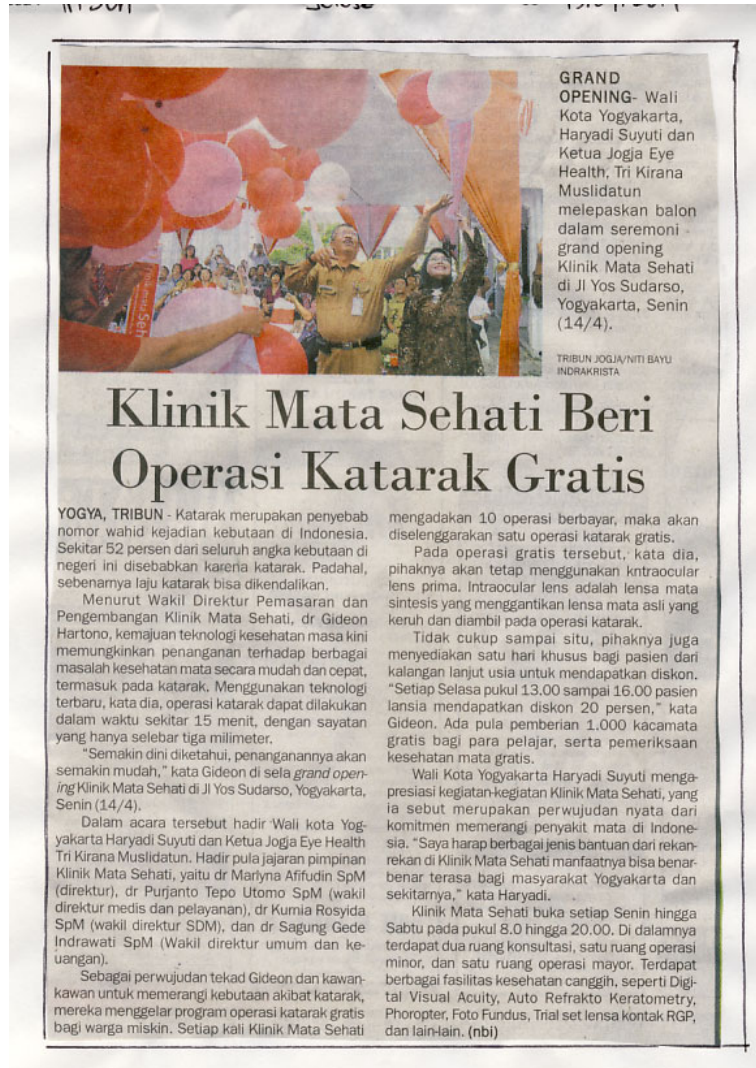 GRAND
OPENING- Wali
Kota Yogyakarta,
Haryadi Suyuti dan
Ketua Jogja Eye
Health, Tri Kirana
Muslidatun
melepaskan balon
dalam seremoni
grand opening
Klinik Mata Sehati
di Jl Yos Sudarso,
Yogyakarta, Senin
(14/4).
TRIBUN JOGJA/NITI BAYU
INDRAKRISTA
Klinik Mata Sehati Beri
Operasi Katarak Gratis
YOGYA, TRIBUN - Katarak merupakan penyebab
nomor wahid kejadian kebutaan di Indonesia.
Sekitar 52 persen dari seluruh angka kebutaan di
negeri ini disebabkan karena katarak. Padahal,
sebenarnya laju katarak bisa dikendalikan.
Menurut Wakil Direktur Pemasaran dan
Pengembangan Klinik Mata Sehati, dr Gideon
Hartono, kemajuan teknologi kesehatan masa kini
memungkinkan penanganan terhadap berbagai
masalah kesehatan mata secara mudah dan cepat,
termasuk pada katarak. Menggunakan teknologi
terbaru, kata dia, operasi katarak dapat dilakukan
dalam waktu sekitar 15 menit, dengan sayatan
yang hanya selebar tiga milimeter.
"Semakin dini diketahui, penanganannya akan
semakin mudah," kata Gideon di sela grand open-
ing Klinik Mata Sehati di Jl Yos Sudarso, Yogyakarta,
Senin (14/4).
Dalam acara tersebut hadir Wali kota Yog-
yakarta Haryadi Suyuti dan Ketua Jogja Eye Health
Tri Kirana Muslidatun. Hadir pula jajaran pimpinan
Klinik Mata Sehati, yaitu dr Marlyna Afifudin SpM
(direktur), dr Purjanto Tepo Utomo SpM (wakil
direktur medis dan pelayanan), dr Kurnia Rosyida
SpM (wakil direktur SDM), dan dr Sagung Gede
Indrawati SpM (Wakil direktur umum dan ke-
uangan).
Sebagai perwujudan tekad Gideon dan kawan-
kawan untuk memerangi kebutaan akibat katarak,
mereka menggelar program operasi katarak gratis
bagi warga miskin. Setiap kali Klinik Mata Sehati
mengadakan 10 operasi berbayar, maka akan
diselenggarakan satu operasi katarak gratis.
Pada operasi gratis tersebut, kata dia,
pihaknya akan tetap menggunakan kntraocular
lens prima. Intraocular lens adalah lensa mata
sintesis yang menggantikan lensa mata asli yang
keruh dan diambil pada operasi katarak.
Tidak cukup sampai situ, pihaknya juga
menyediakan satu hari khusus bagi pasien dari
kalangan lanjut usia untuk mendapatkan diskon.
"Setiap Selasa pukul 13.00 sampai 16.00 pasien
lansia mendapatkan diskon 20 persen," kata
Gideon. Ada pula pemberian 1.000 kacamata
gratis bagi para pelajar, serta pemeriksaan
kesehatan mata gratis.
Wali Kota Yogyakarta Haryadi Suyuti menga-
presiasi kegiatan-kegiatan Klinik Mata Sehati, yang
ia sebut merupakan perwujudan nyata dari
komitmen memerangi penyakit mata di Indone-
sia. "Saya harap berbagai jenis bantuan dari rekan-
rekan di Klinik Mata Sehati manfaatnya bisa benar-
benar terasa bagi masyarakat Yogyakarta dan
sekitarnya," kata Haryadi.
Klinik Mata Sehati buka setiap Senin hingga
Sabtu pada pukul 8.0 hingga 20.00. Di dalamnya
terdapat dua ruang konsultasi, satu ruang operasi
minor, dan satu ruang operasi mayor. Terdapat
berbagai fasilitas kesehatan canggih, seperti Digi-
tal Visual Acuity, Auto Refrakto Keratometry,
Phoropter, Foto Fundus, Trial set lensa kontak RGP,
dan lain-lain. (nbi)